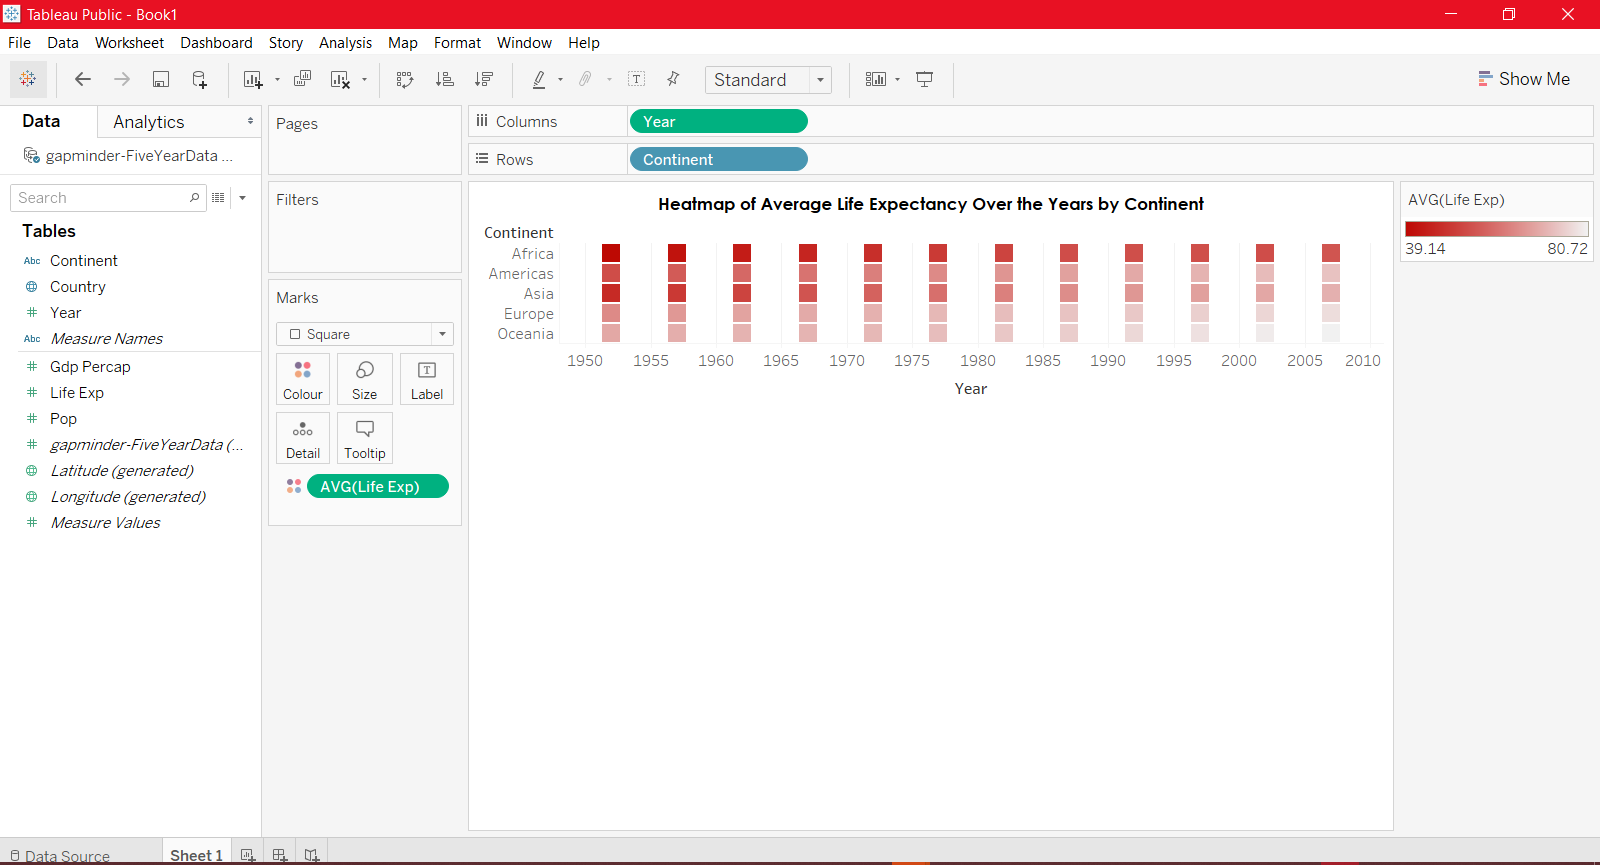 Tableau Public - Book1
File Data Worksheet Dashboard Story Analysis Map Format Window Help
Standard
Show Me
Data Analytics
gapminder-FiveYearData ...
Search
Tables
Abc Continent
Country
# Year
Abc Measure Names
# Gdp Percap
# Life Exp
# Pop
# gapminder-FiveYearData (...
Latitude (generated)
Longitude (generated)
# Measure Values
Pages
Filters
Marks
Square
Colour Size Label
Detail Tooltip
AVG(Life Exp)
Columns Year
Rows Continent
Heatmap of Average Life Expectancy Over the Years by Continent
Continent
Africa
Americas
Asia
Europe
Oceania
1950 1955 1960 1965 1970 1975 1980 1985 1990 1995 2000 2005 2010
Year
AVG(Life Exp)
39.14 80.72
Data Source Sheet 1